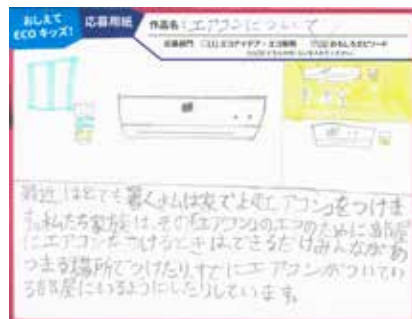 おしえて
ECOキッズ!
応募用紙
作品名:エアコンについて
最近はとても暑く、私は家でよく「エアコン」をつけま
す。私たち家族は、その「エアコン」のエコのために部屋
にエアコンをつけるときはできるだけみんながあ
つまる場所でつけたり、すでにエアコンがついてい
る部屋にいるようにしたりしています。